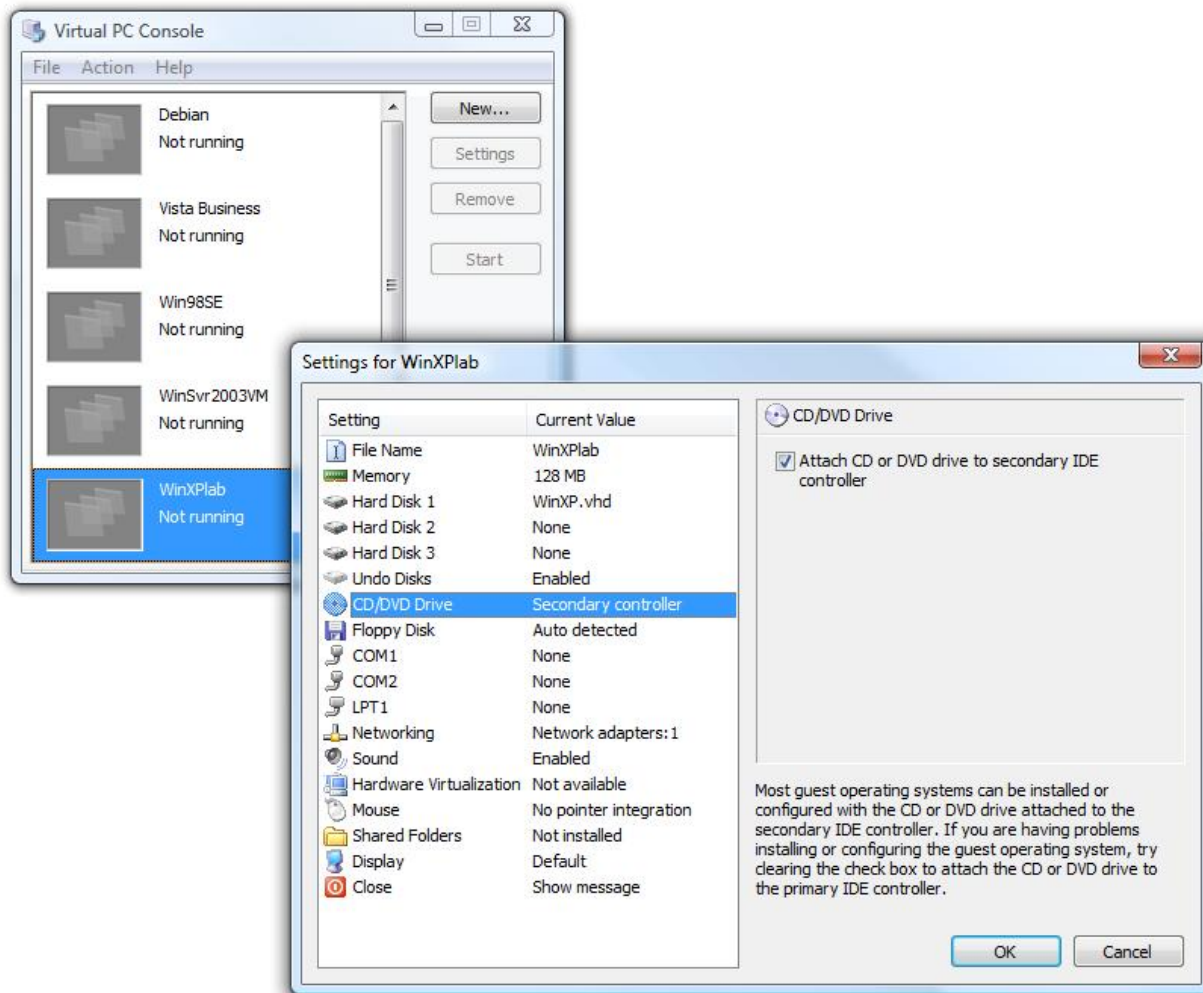 Virtual PC Console
File Action Help
Debian
Not running
Vista Business
Not running
Win98SE
Not running
WinSvr2003VM
Not running
WinXPlab
Not running
New...
Settings
Remove
Start
Settings for WinXPlab
Setting Current Value
File Name WinXPlab
Memory 128 MB
Hard Disk 1 WinXP.vhd
Hard Disk 2 None
Hard Disk 3 None
Undo Disks Enabled
CD/DVD Drive Secondary controller
Floppy Disk Auto detected
COM1 None
COM2 None
LPT1 None
Networking Network adapters:1
Sound Enabled
Hardware Virtualization Not available
Mouse No pointer integration
Shared Folders Not installed
Display Default
Close Show message
CD/DVD Drive
Attach CD or DVD drive to secondary IDE
controller
Most guest operating systems can be installed or
configured with the CD or DVD drive attached to the
secondary IDE controller. If you are having problems
installing or configuring the guest operating system, try
clearing the check box to attach the CD or DVD drive to
the primary IDE controller.
OK Cancel